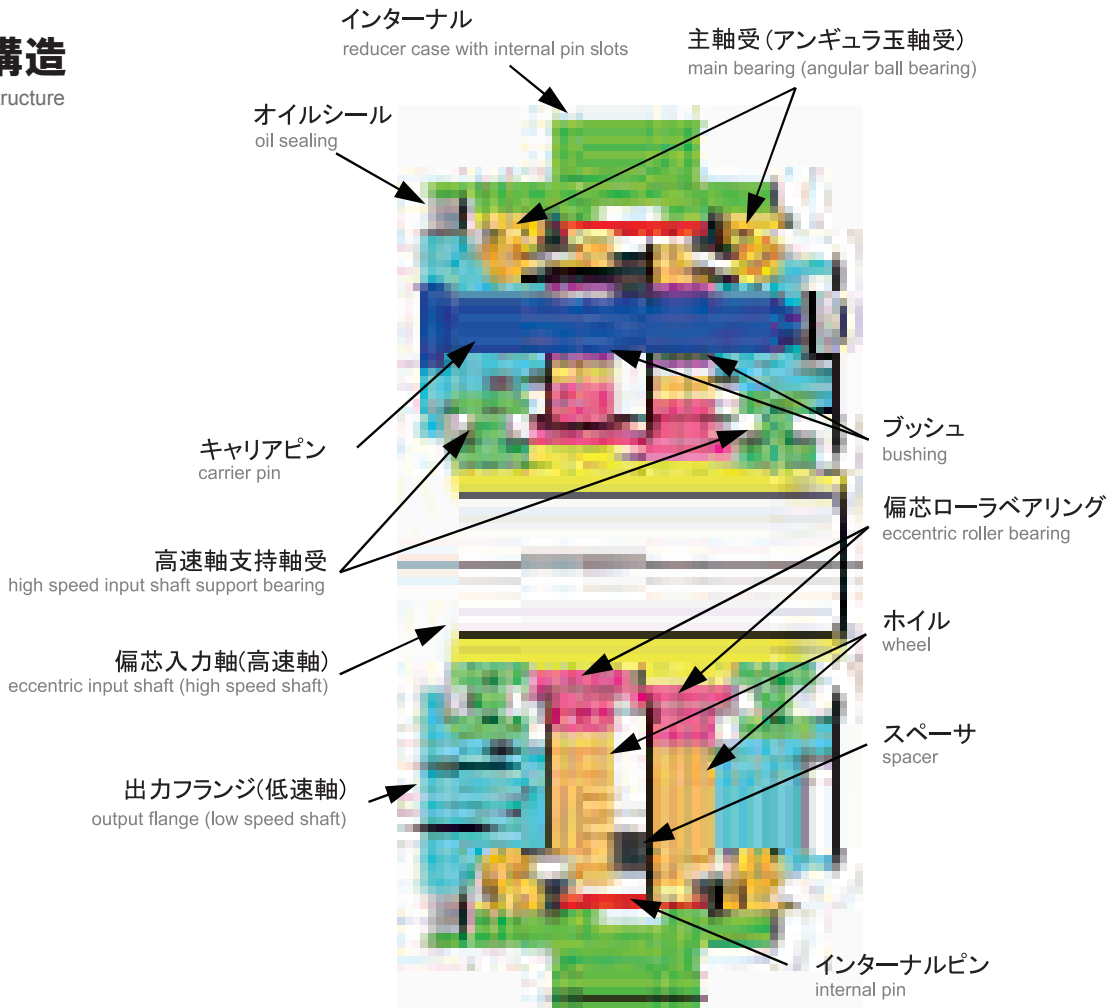 構造
ructure
インターナル
reducer case with internal pin slots
主軸受(アンギュラ玉軸受)
main bearing (angular ball bearing)
オイルシール
oil sealing
キャリアピン
carrier pin
ブッシュ
bushing
偏芯ローラベアリング
eccentric roller bearing
高速軸支持軸受
high speed input shaft support bearing
ホイル
wheel
偏芯入力軸(高速軸)
eccentric input shaft (high speed shaft)
スペーサ
spacer
出力フランジ(低速軸)
output flange (low speed shaft)
インターナルピン
internal pin